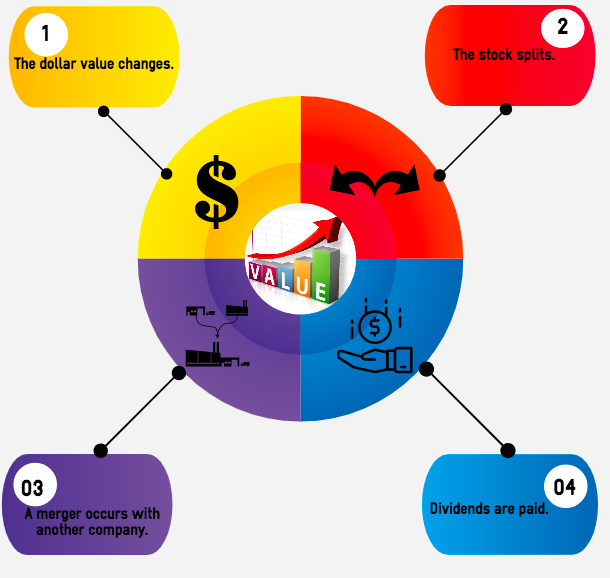 1
The dollar value changes.
2
The stock splits.
$
VALUE
$
03
A merger occurs with
another company.
04
Dividends are paid.